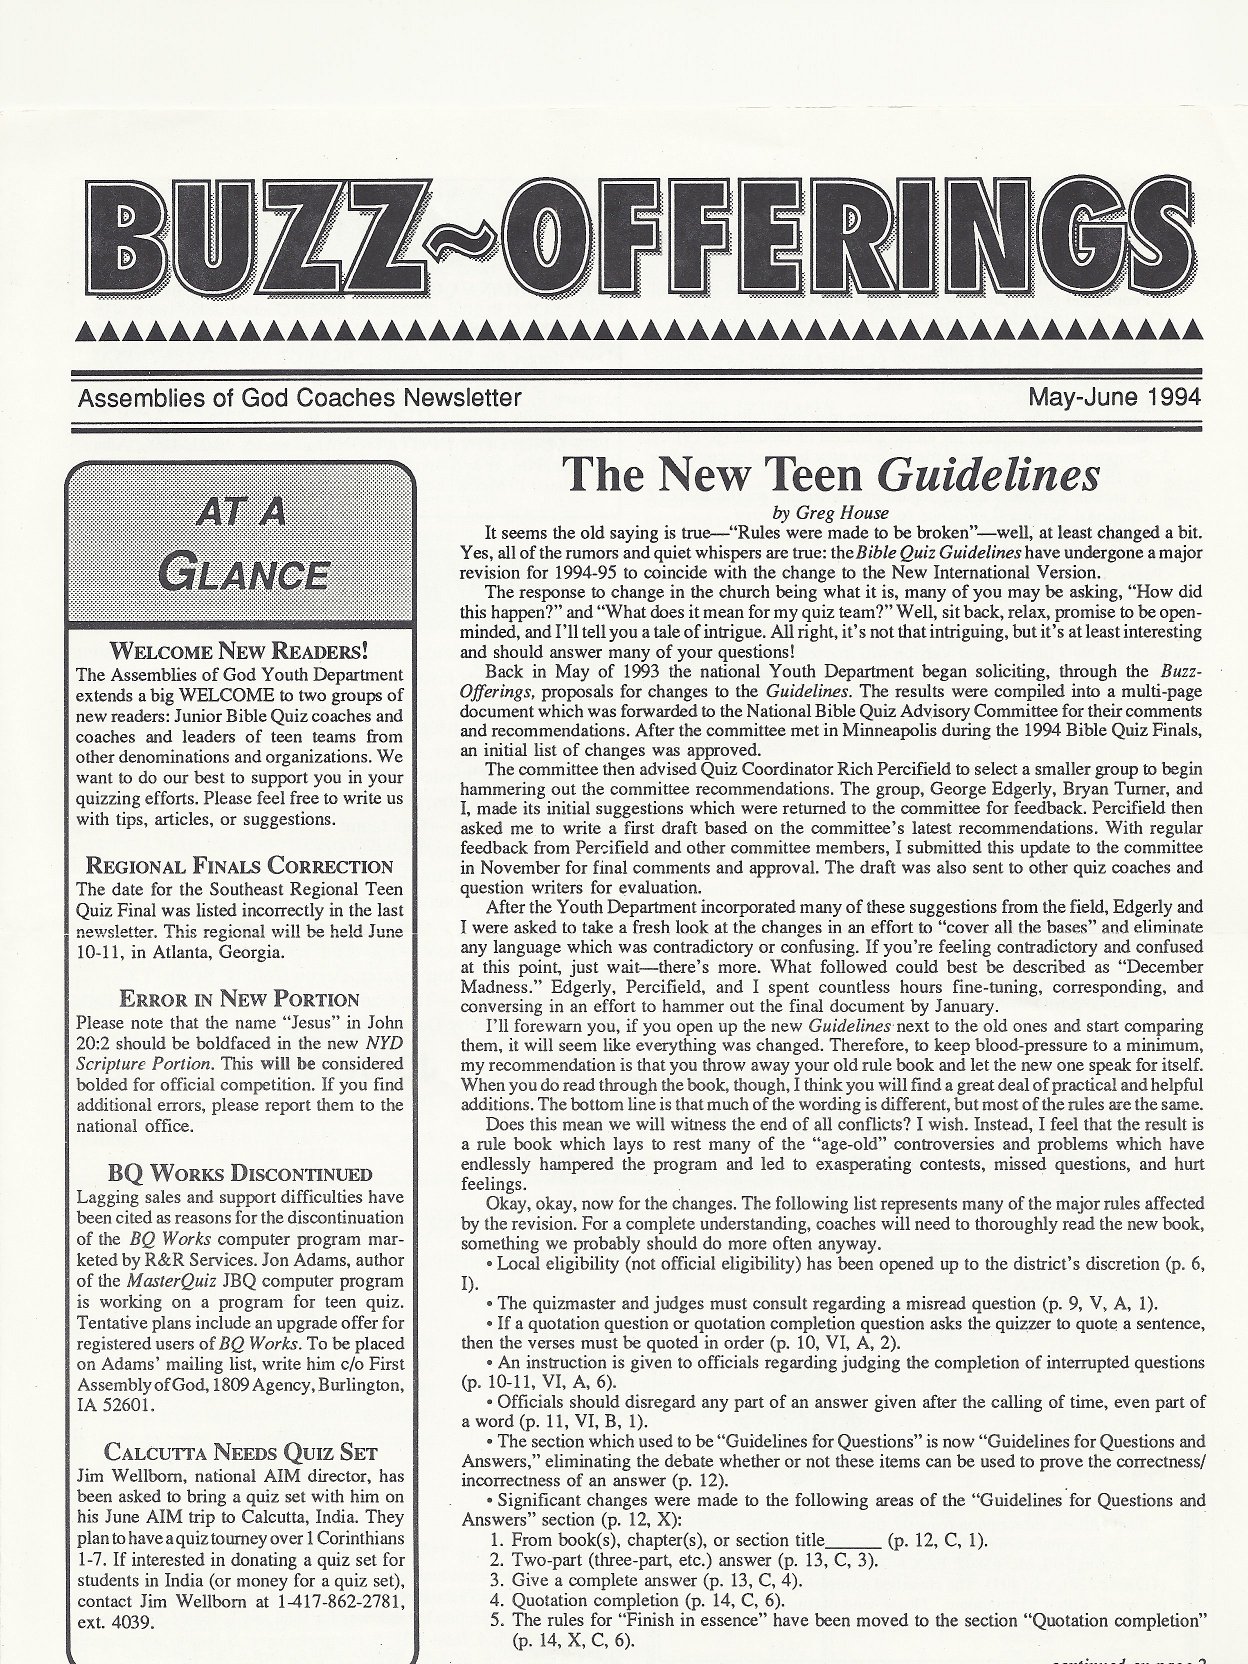 BUZZ~OFFERINGS
Assemblies of God Coaches Newsletter May-June 1994
AT A
GLANCE
WELCOME NEW READERS!
The Assemblies of God Youth Department
extends a big WELCOME to two groups of
new readers: Junior Bible Quiz coaches and
coaches and leaders of teen teams from
other denominations and organizations. We
want to do our best to support you in your
quizzing efforts. Please feel free to write us
with tips, articles, or suggestions.
REGIONAL FINALS CORRECTION
The date for the Southeast Regional Teen
Quiz Final was listed incorrectly in the last
newsletter. This regional will be held June
10-11, in Atlanta, Georgia.
ERROR IN NEW PORTION
Please note that the name “Jesus” in John
20:2 should be boldfaced in the new NYD
Scripture Portion. This will be considered
bolded for official competition. If you find
additional errors, please report them to the
national office.
BQ WORKS DISCONTINUED
Lagging sales and support difficulties have
been cited as reasons for the discontinuation
of the BQ Works computer program mar-
keted by R&R Services. Jon Adams, author
of the MasterQuiz JBQ computer program
is working on a program for teen quiz.
Tentative plans include an upgrade offer for
registered users of BQ Works. To be placed
on Adams’ mailing list, write him c/o First
Assembly of God, 1809 Agency, Burlington,
IA 52601.
CALCUTTA NEEDS QUIZ SET
Jim Wellborn, national AIM director, has
been asked to bring a quiz set with him on
his June AIM trip to Calcutta, India. They
plan to have a quiz tourney over 1 Corinthians
1-7. If interested in donating a quiz set for
students in India (or money for a quiz set),
contact Jim Wellborn at 1-417-862-2781,
ext. 4039.
The New Teen Guidelines
by Greg House
It seems the old saying is true—“Rules were made to be broken”—well, at least changed a bit.
Yes, all of the rumors and quiet whispers are true: the Bible Quiz Guidelines have undergone a major
revision for 1994-95 to coincide with the change to the New International Version.
The response to change in the church being what it is, many of you may be asking, “How did
this happen?” and “What does it mean for my quiz team?” Well, sit back, relax, promise to be open-
minded, and I’ll tell you a tale of intrigue. All right, it’s not that intriguing, but it’s at least interesting
and should answer many of your questions!
Back in May of 1993 the national Youth Department began soliciting, through the Buzz-
Offerings, proposals for changes to the Guidelines. The results were compiled into a multi-page
document which was forwarded to the National Bible Quiz Advisory Committee for their comments
and recommendations. After the committee met in Minneapolis during the 1994 Bible Quiz Finals,
an initial list of changes was approved.
The committee then advised Quiz Coordinator Rich Percifield to select a smaller group to begin
hammering out the committee recommendations. The group, George Edgerly, Bryan Turner, and
I, made its initial suggestions which were returned to the committee for feedback. Percifield then
asked me to write a first draft based on the committee’s latest recommendations. With regular
feedback from Percifield and other committee members, I submitted this update to the committee
in November for final comments and approval. The draft was also sent to other quiz coaches and
question writers for evaluation.
After the Youth Department incorporated many of these suggestions from the field, Edgerly and
I were asked to take a fresh look at the changes in an effort to “cover all the bases” and eliminate
any language which was contradictory or confusing. If you’re feeling contradictory and confused
at this point, just wait—there’s more. What followed could best be described as “December
Madness.” Edgerly, Percifield, and I spent countless hours fine-tuning, corresponding, and
conversing in an effort to hammer out the final document by January.
I’ll forewarn you, if you open up the new Guidelines next to the old ones and start comparing
them, it will seem like everything was changed. Therefore, to keep blood-pressure to a minimum,
my recommendation is that you throw away your old rule book and let the new one speak for itself.
When you do read through the book, though, I think you will find a great deal of practical and helpful
additions. The bottom line is that much of the wording is different, but most of the rules are the same.
Does this mean we will witness the end of all conflicts? I wish. Instead, I feel that the result is
a rule book which lays to rest many of the “age-old” controversies and problems which have
endlessly hampered the program and led to exasperating contests, missed questions, and hurt
feelings.
Okay, okay, now for the changes. The following list represents many of the major rules affected
by the revision. For a complete understanding, coaches will need to thoroughly read the new book,
something we probably should do more often anyway.
• Local eligibility (not official eligibility) has been opened up to the district’s discretion (p. 6,
I).
• The quizmaster and judges must consult regarding a misread question (p. 9, V, A, 1).
• If a quotation question or quotation completion question asks the quizzer to quote a sentence,
then the verses must be quoted in order (p. 10, VI, A, 2).
• An instruction is given to officials regarding judging the completion of interrupted questions
(p. 10-11, VI, A, 6).
• Officials should disregard any part of an answer given after the calling of time, even part of
a word (p. 11, VI, B, 1).
• The section which used to be “Guidelines for Questions” is now “Guidelines for Questions and
Answers,” eliminating the debate whether or not these items can be used to prove the correctness/
incorrectness of an answer (p. 12).
• Significant changes were made to the following areas of the “Guidelines for Questions and
Answers” section (p. 12, X):
1. From book(s), chapter(s), or section title______ (p. 12, C, 1).
2. Two-part (three-part, etc.) answer (p. 13, C, 3).
3. Give a complete answer (p. 13, C, 4).
4. Quotation completion (p. 14, C, 6).
5. The rules for “Finish in essence” have been moved to the section “Quotation completion”
(p. 14, X, C, 6).
continued on page 2